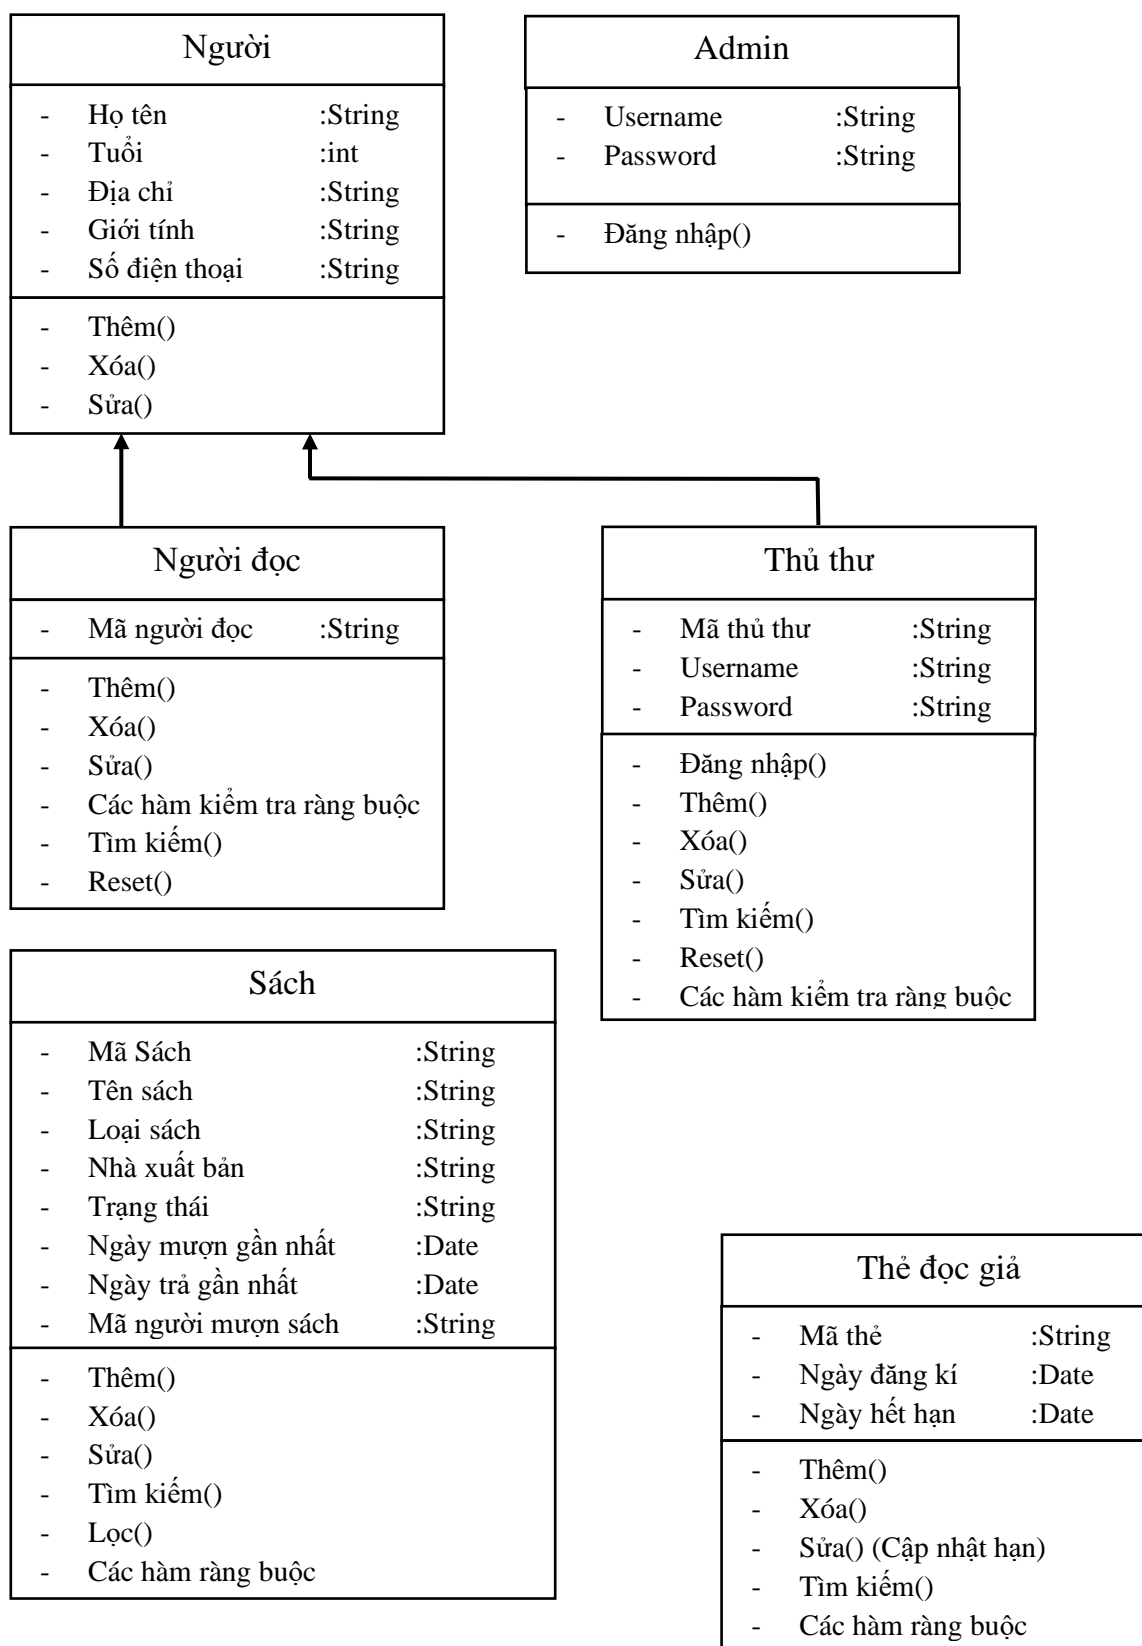 Người
- Họ tên :String
- Tuổi :int
- Địa chỉ :String
- Giới tính :String
- Số điện thoại :String
- Thêm()
- Xóa()
- Sửa()
Admin
- Username :String
- Password :String
- Đăng nhập()
Người đọc
- Mã người đọc :String
- Thêm()
- Xóa()
- Sửa()
- Các hàm kiểm tra ràng buộc
- Tìm kiếm()
- Reset()
Thủ thư
- Mã thủ thư :String
- Username :String
- Password :String
- Đăng nhập()
- Thêm()
- Xóa()
- Sửa()
- Tìm kiếm()
- Reset()
- Các hàm kiểm tra ràng buộc
Sách
- Mã Sách :String
- Tên sách :String
- Loại sách :String
- Nhà xuất bản :String
- Trạng thái :String
- Ngày mượn gần nhất :Date
- Ngày trả gần nhất :Date
- Mã người mượn sách :String
- Thêm()
- Xóa()
- Sửa()
- Tìm kiếm()
- Lọc()
- Các hàm ràng buộc
Thẻ đọc giả
- Mã thẻ :String
- Ngày đăng kí :Date
- Ngày hết hạn :Date
- Thêm()
- Xóa()
- Sửa() (Cập nhật hạn)
- Tìm kiếm()
- Các hàm ràng buộc